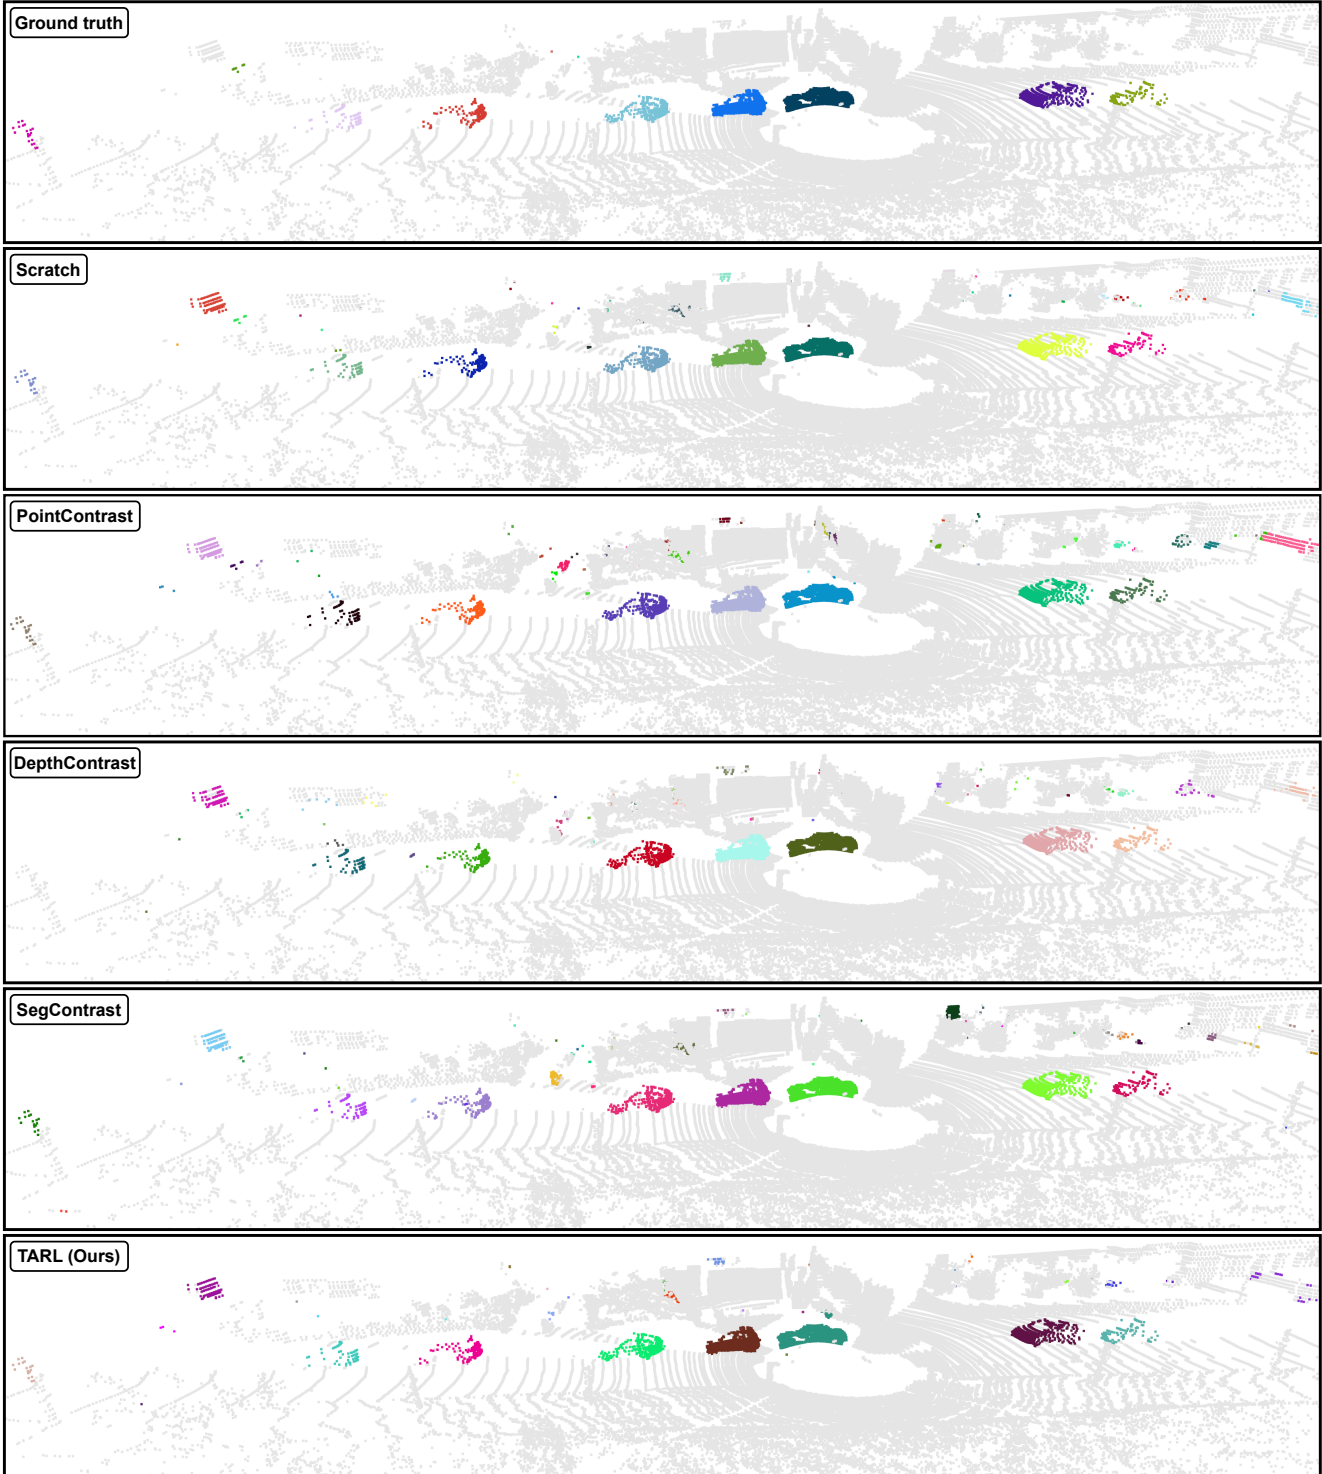 Ground truth
Scratch
PointContrast
DepthContrast
SegContrast
TARL (Ours)